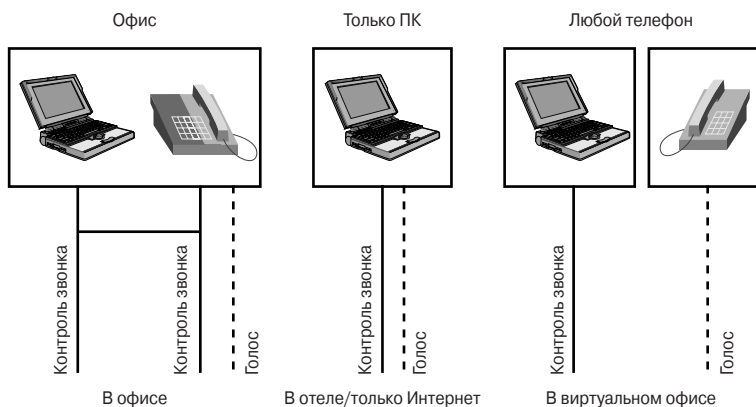 Офис
Только ПК
Любой телефон
Контроль звонка
Контроль звонка
Голос
Контроль звонка
Голос
Контроль звонка
Голос
В офисе
В отеле/только Интернет
В виртуальном офисе